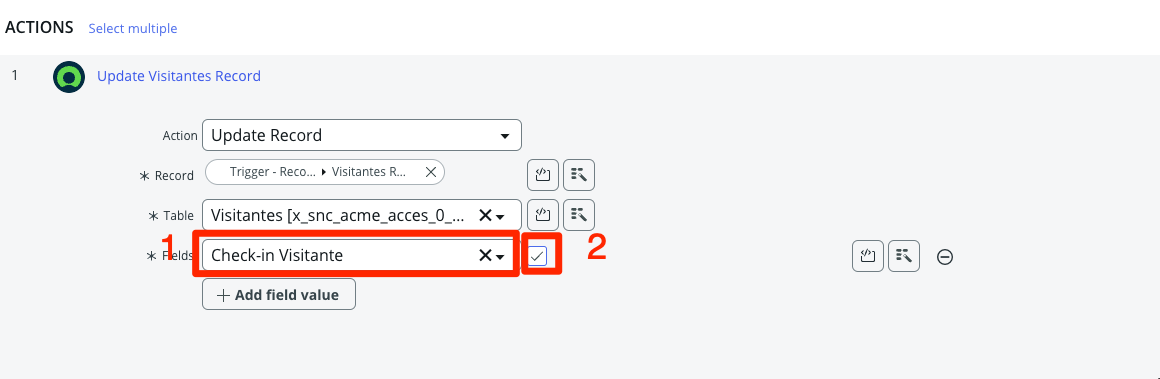 ACTIONS Select multiple
1 Update Visitantes Record
Action Update Record
* Record Trigger - Reco... ▸ Visitantes R...
* Table Visitantes [x_snc_acme_acces_0_...
1 2
* Fields Check-in Visitante
+ Add field value